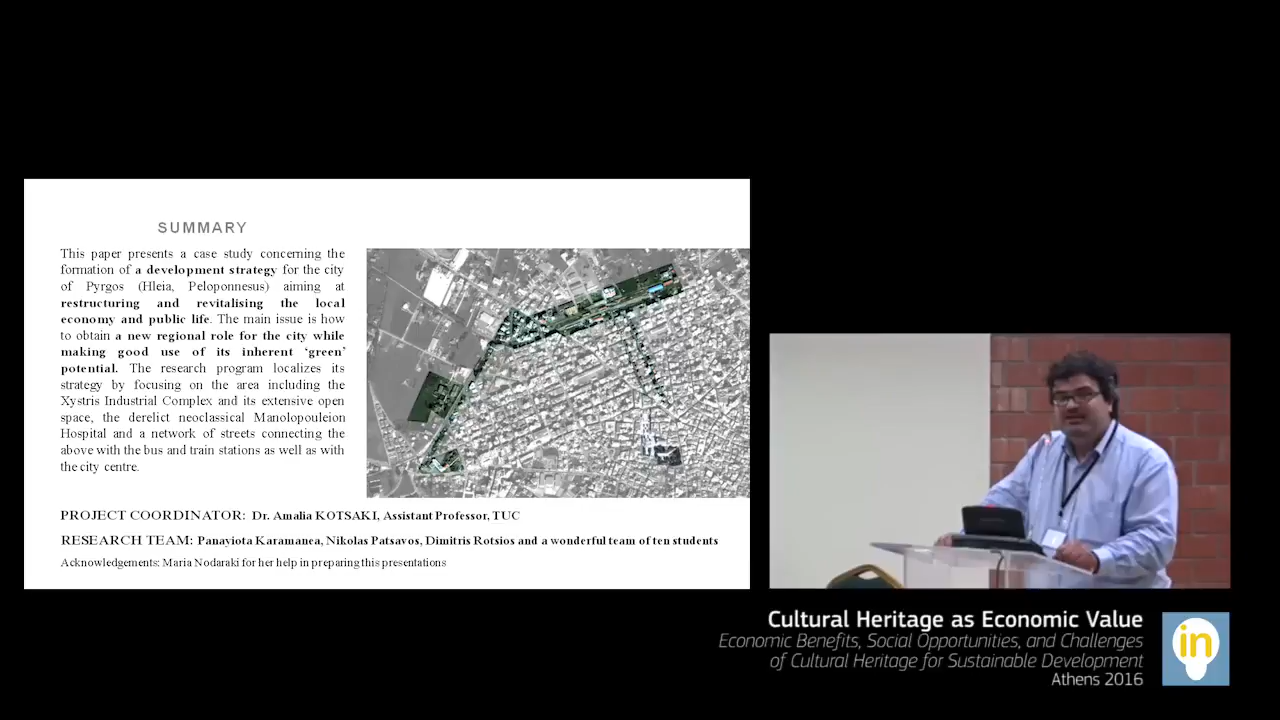 SUMMARY
This paper presents a case study concerning the
formation of a development strategy for the city
of Pyrgos (Hleia, Peloponnesus) aiming at
restructuring and revitalising the local
economy and public life. The main issue is how
to obtain a new regional role for the city while
making good use of its inherent ‘green’
potential. The research program localizes its
strategy by focusing on the area including the
Xystris Industrial Complex and its extensive open
space, the derelict neoclassical Manolopouleion
Hospital and a network of streets connecting the
above with the bus and train stations as well as with
the city centre.
PROJECT COORDINATOR: Dr. Amalia KOTSAKI, Assistant Professor, TUC
RESEARCH TEAM: Panayiota Karamanea, Nikolas Patsavos, Dimitris Rotsios and a wonderful team of ten students
Acknowledgements: Maria Nodaraki for her help in preparing this presentations
Cultural Heritage as Economic Value
Economic Benefits, Social Opportunities, and Challenges
of Cultural Heritage for Sustainable Development
Athens 2016
in